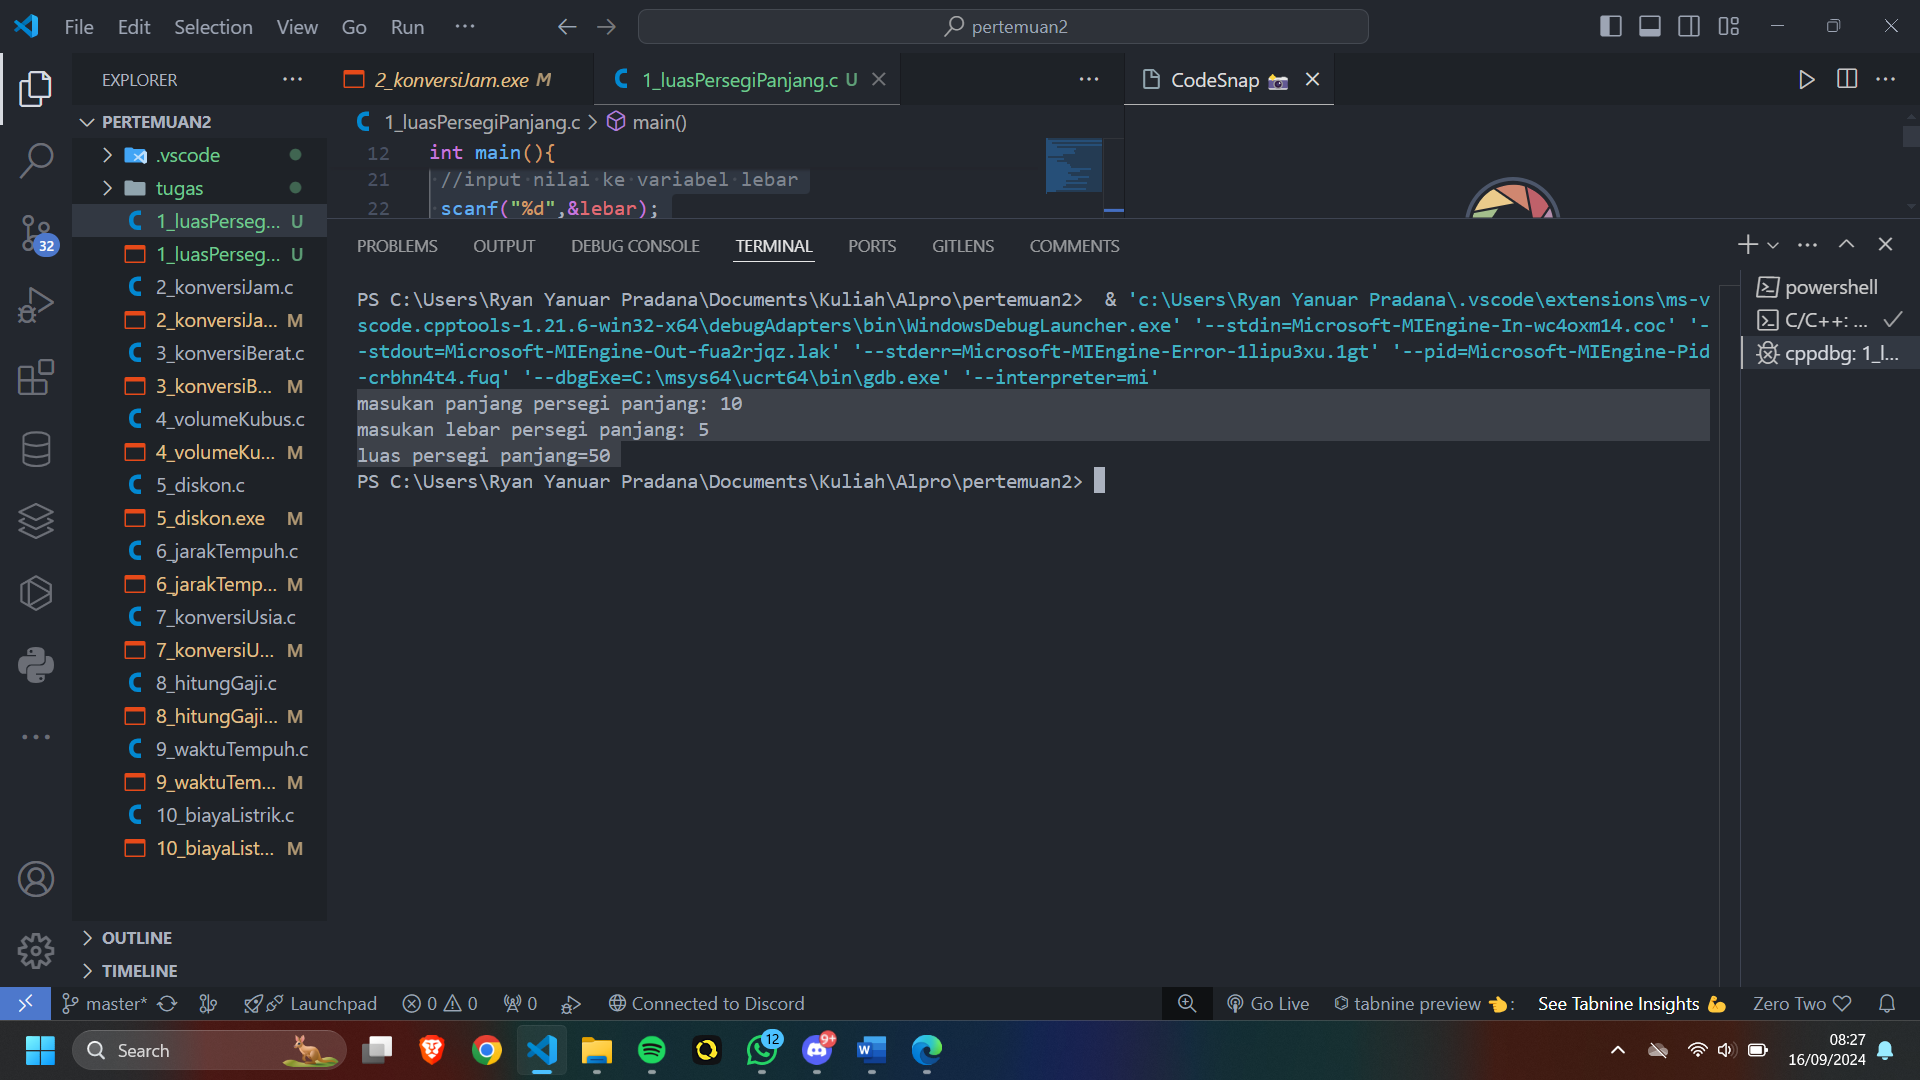 File Edit Selection View Go Run ··· pertemuan2
EXPLORER ···
PERTEMUAN2
.vscode
tugas
1_luasPerseg... U
1_luasPerseg... U
2_konversiJam.c
2_konversiJa... M
3_konversiBerat.c
3_konversiB... M
4_volumeKubus.c
4_volumeKu... M
5_diskon.c
5_diskon.exe M
6_jarakTempuh.c
6_jarakTemp... M
7_konversiUsia.c
7_konversiU... M
8_hitungGaji.c
8_hitungGaji... M
9_waktuTempuh.c
9_waktuTem... M
10_biayaListrik.c
10_biayaList... M
OUTLINE
TIMELINE
32
2_konversiJam.exe M 1_luasPersegiPanjang.c U ··· CodeSnap 📸
1_luasPersegiPanjang.c > main()
12 int main(){
21 //input nilai ke variabel lebar
22 scanf("%d",&lebar);
PROBLEMS OUTPUT DEBUG CONSOLE TERMINAL PORTS GITLENS COMMENTS
PS C:\Users\Ryan Yanuar Pradana\Documents\Kuliah\Alpro\pertemuan2>  & 'c:\Users\Ryan Yanuar Pradana\.vscode\extensions\ms-v
scode.cpptools-1.21.6-win32-x64\debugAdapters\bin\WindowsDebugLauncher.exe' '--stdin=Microsoft-MIEngine-In-wc4oxm14.coc' '-
-stdout=Microsoft-MIEngine-Out-fua2rjqz.lak' '--stderr=Microsoft-MIEngine-Error-1lipu3xu.1gt' '--pid=Microsoft-MIEngine-Pid
-crbhn4t4.fuq' '--dbgExe=C:\msys64\ucrt64\bin\gdb.exe' '--interpreter=mi'
masukan panjang persegi panjang: 10
masukan lebar persegi panjang: 5
luas persegi panjang=50
PS C:\Users\Ryan Yanuar Pradana\Documents\Kuliah\Alpro\pertemuan2>
powershell
C/C++: ...
cppdbg: 1_l...
master* Launchpad 0 0 0 Connected to Discord Go Live tabnine preview 👈: See Tabnine Insights 💪 Zero Two
Search 12 9+ 08:27
16/09/2024